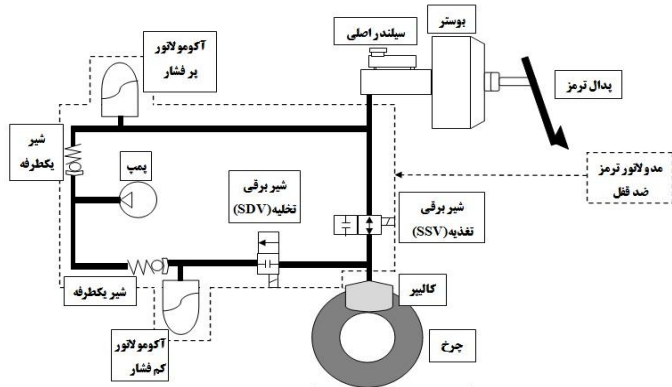 آکومولاتور
پر فشار
سیلندر اصلی
بوستر
پدال ترمز
شیر
یکطرفه
پمپ
شیر برقی
تخلیه(SDV)
شیر برقی
تغذیه(SSV)
مدولاتور ترمز
ضد قفل
شیر یکطرفه
کالیپر
آکومولاتور
کم فشار
چرخ